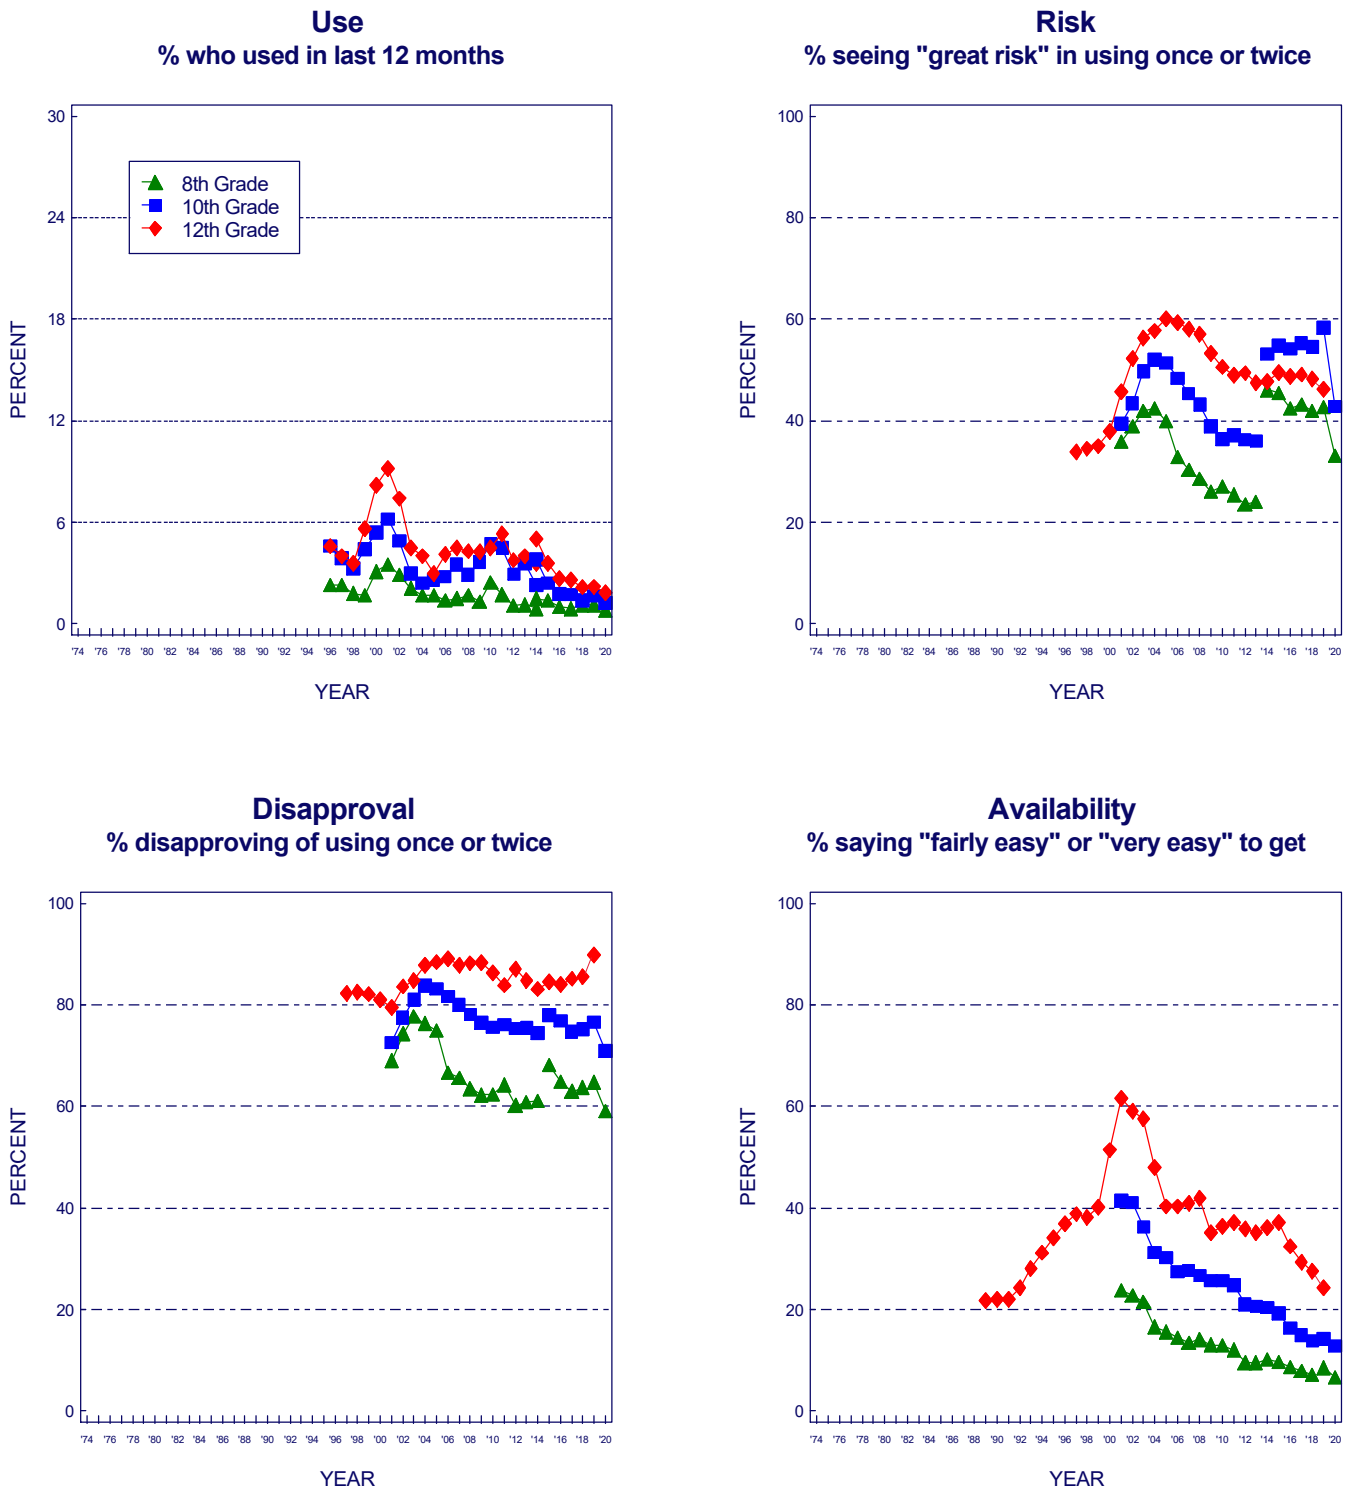 Use
% who used in last 12 months
30
24
18
12
6
0
PERCENT
8th Grade
10th Grade
12th Grade
'74 '76 '78 '80 '82 '84 '86 '88 '90 '92 '94 '96 '98 '00 '02 '04 '06 '08 '10 '12 '14 '16 '18 '20
YEAR
Risk
% seeing "great risk" in using once or twice
100
80
60
40
20
0
PERCENT
'74 '76 '78 '80 '82 '84 '86 '88 '90 '92 '94 '96 '98 '00 '02 '04 '06 '08 '10 '12 '14 '16 '18 '20
YEAR
Disapproval
% disapproving of using once or twice
100
80
60
40
20
0
PERCENT
'74 '76 '78 '80 '82 '84 '86 '88 '90 '92 '94 '96 '98 '00 '02 '04 '06 '08 '10 '12 '14 '16 '18 '20
YEAR
Availability
% saying "fairly easy" or "very easy" to get
100
80
60
40
20
0
PERCENT
'74 '76 '78 '80 '82 '84 '86 '88 '90 '92 '94 '96 '98 '00 '02 '04 '06 '08 '10 '12 '14 '16 '18 '20
YEAR